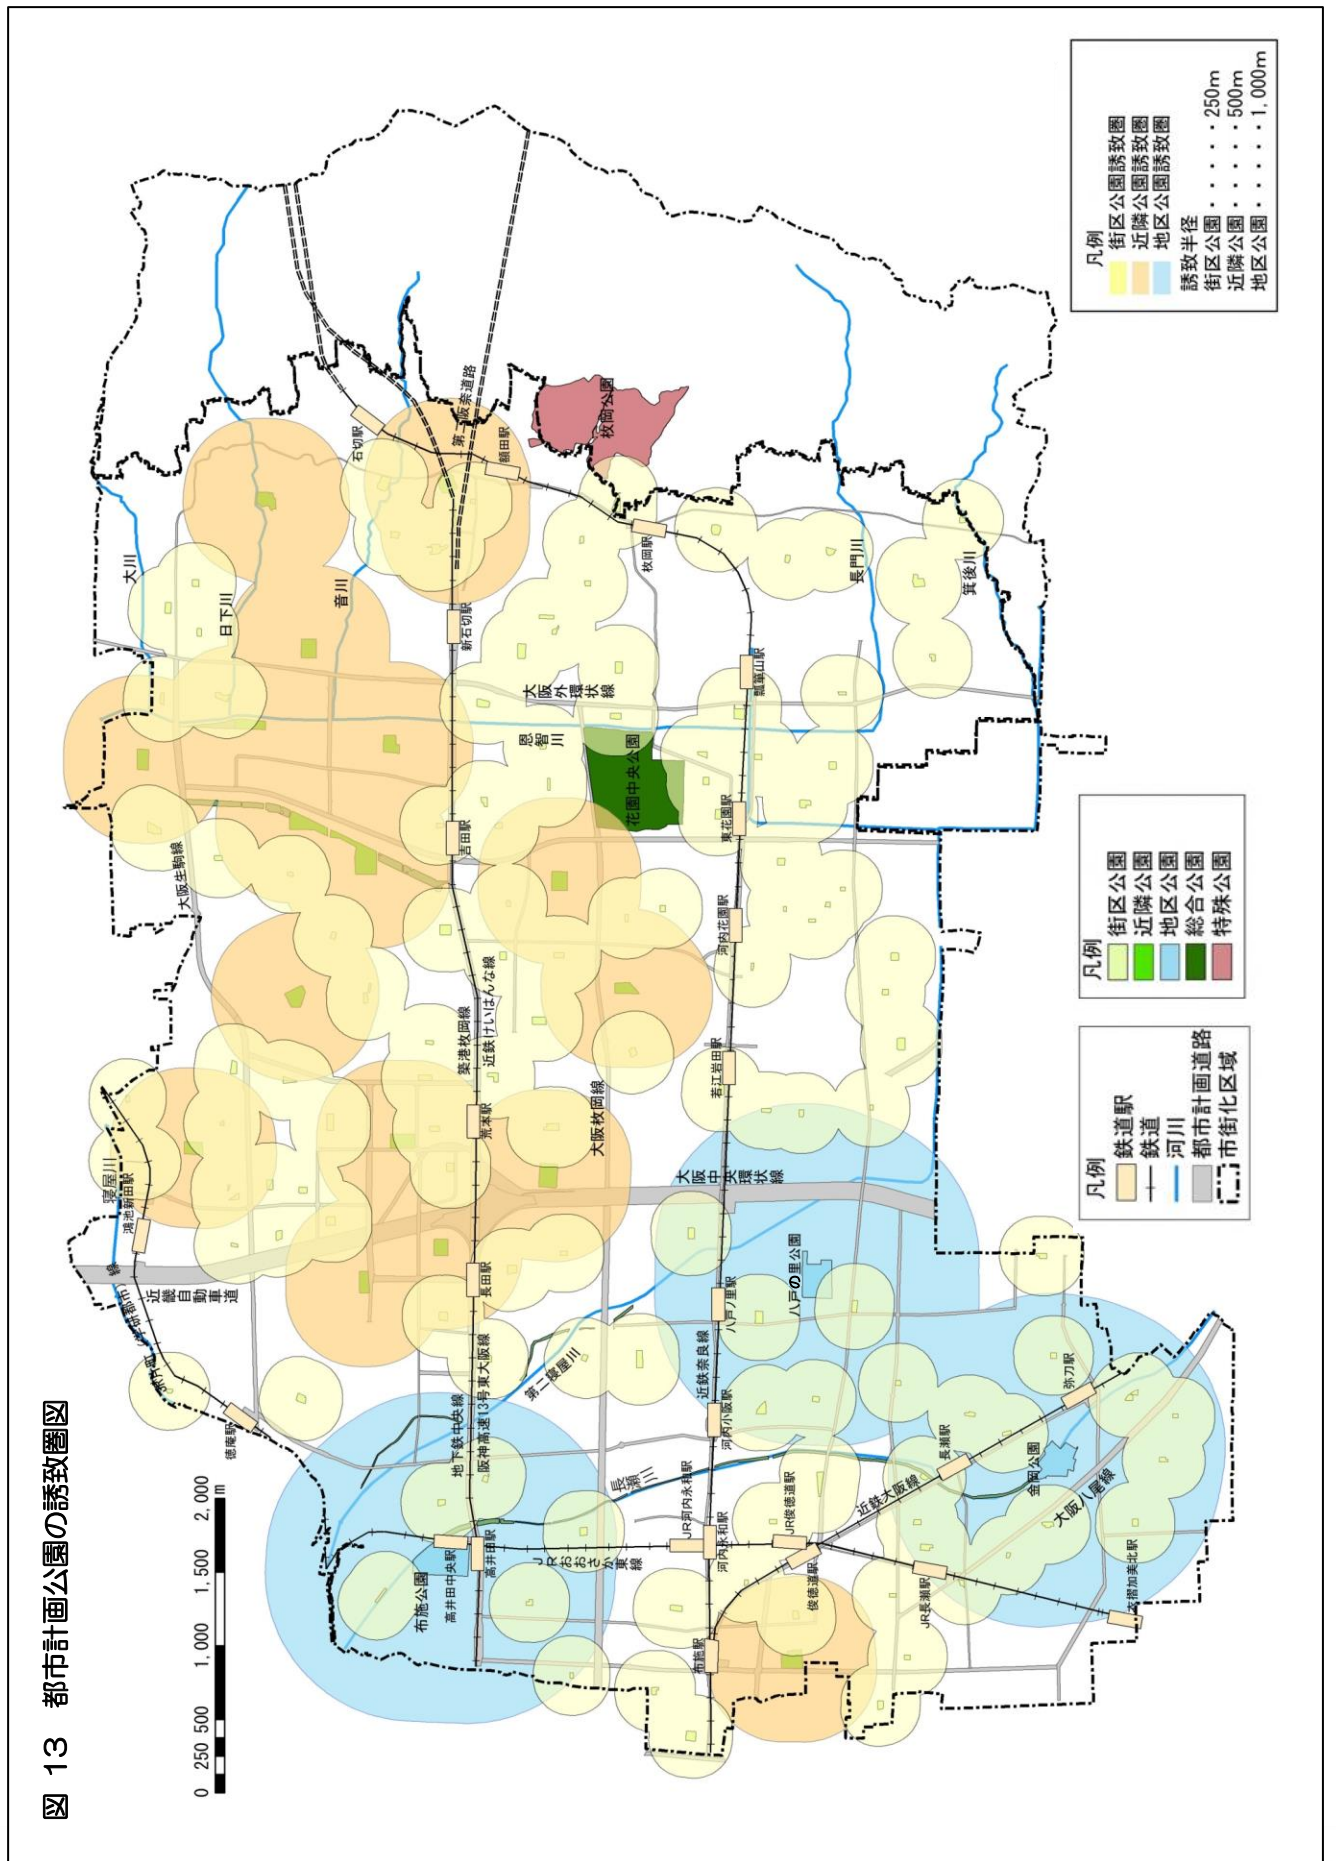 図 13 都市計画公園の誘致圏図
0 250 500 1,000 1,500 2,000
m
凡例
街区公園誘致圏
近隣公園誘致圏
地区公園誘致圏
誘致半径
街区公園・・・・・250m
近隣公園・・・・・500m
地区公園・・・・・1,000m
凡例
街区公園
近隣公園
地区公園
総合公園
特殊公園
凡例
鉄道駅
鉄道
河川
都市計画道路
市街化区域
徳庵駅
鴻池新田駅
寝屋川
近畿自動車道
大阪生駒線
大川
日下川
音川
石切駅
第二阪奈道路
額田駅
新石切駅
吉田駅
荒本駅
長田駅
築港枚岡線
近鉄けいはんな線
地下鉄中央線
阪神高速13号東大阪線
高井田駅
高井田中央駅
布施公園
JRおおさか東線
第二寝屋川
長瀬川
大阪枚岡線
恩智川
大阪外環状線
花園中央公園
枚岡公園
枚岡駅
瓢箪山駅
東花園駅
河内花園駅
若江岩田駅
大阪中央環状線
八戸ノ里駅
八戸の里公園
近鉄奈良線
河内小阪駅
JR河内永和駅
河内永和駅
布施駅
JR俊徳道駅
俊徳道駅
近鉄大阪線
長瀬駅
JR長瀬駅
弥刀駅
金岡公園
大阪八尾線
衣摺加美北駅
長門川
箕後川